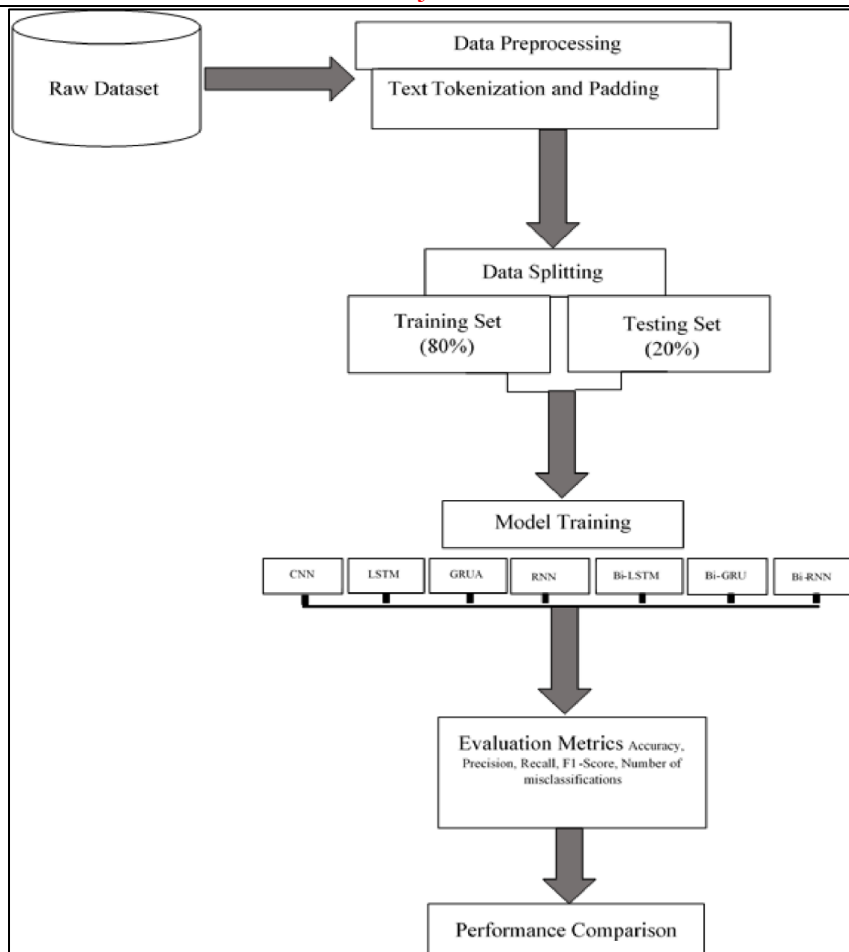 Raw Dataset
Data Preprocessing
Text Tokenization and Padding
Data Splitting
Training Set
(80%)
Testing Set
(20%)
Model Training
CNN
LSTM
GRUA
RNN
Bi-LSTM
Bi-GRU
Bi-RNN
Evaluation Metrics Accuracy,
Precision, Recall, F1-Score, Number of
misclassifications
Performance Comparison